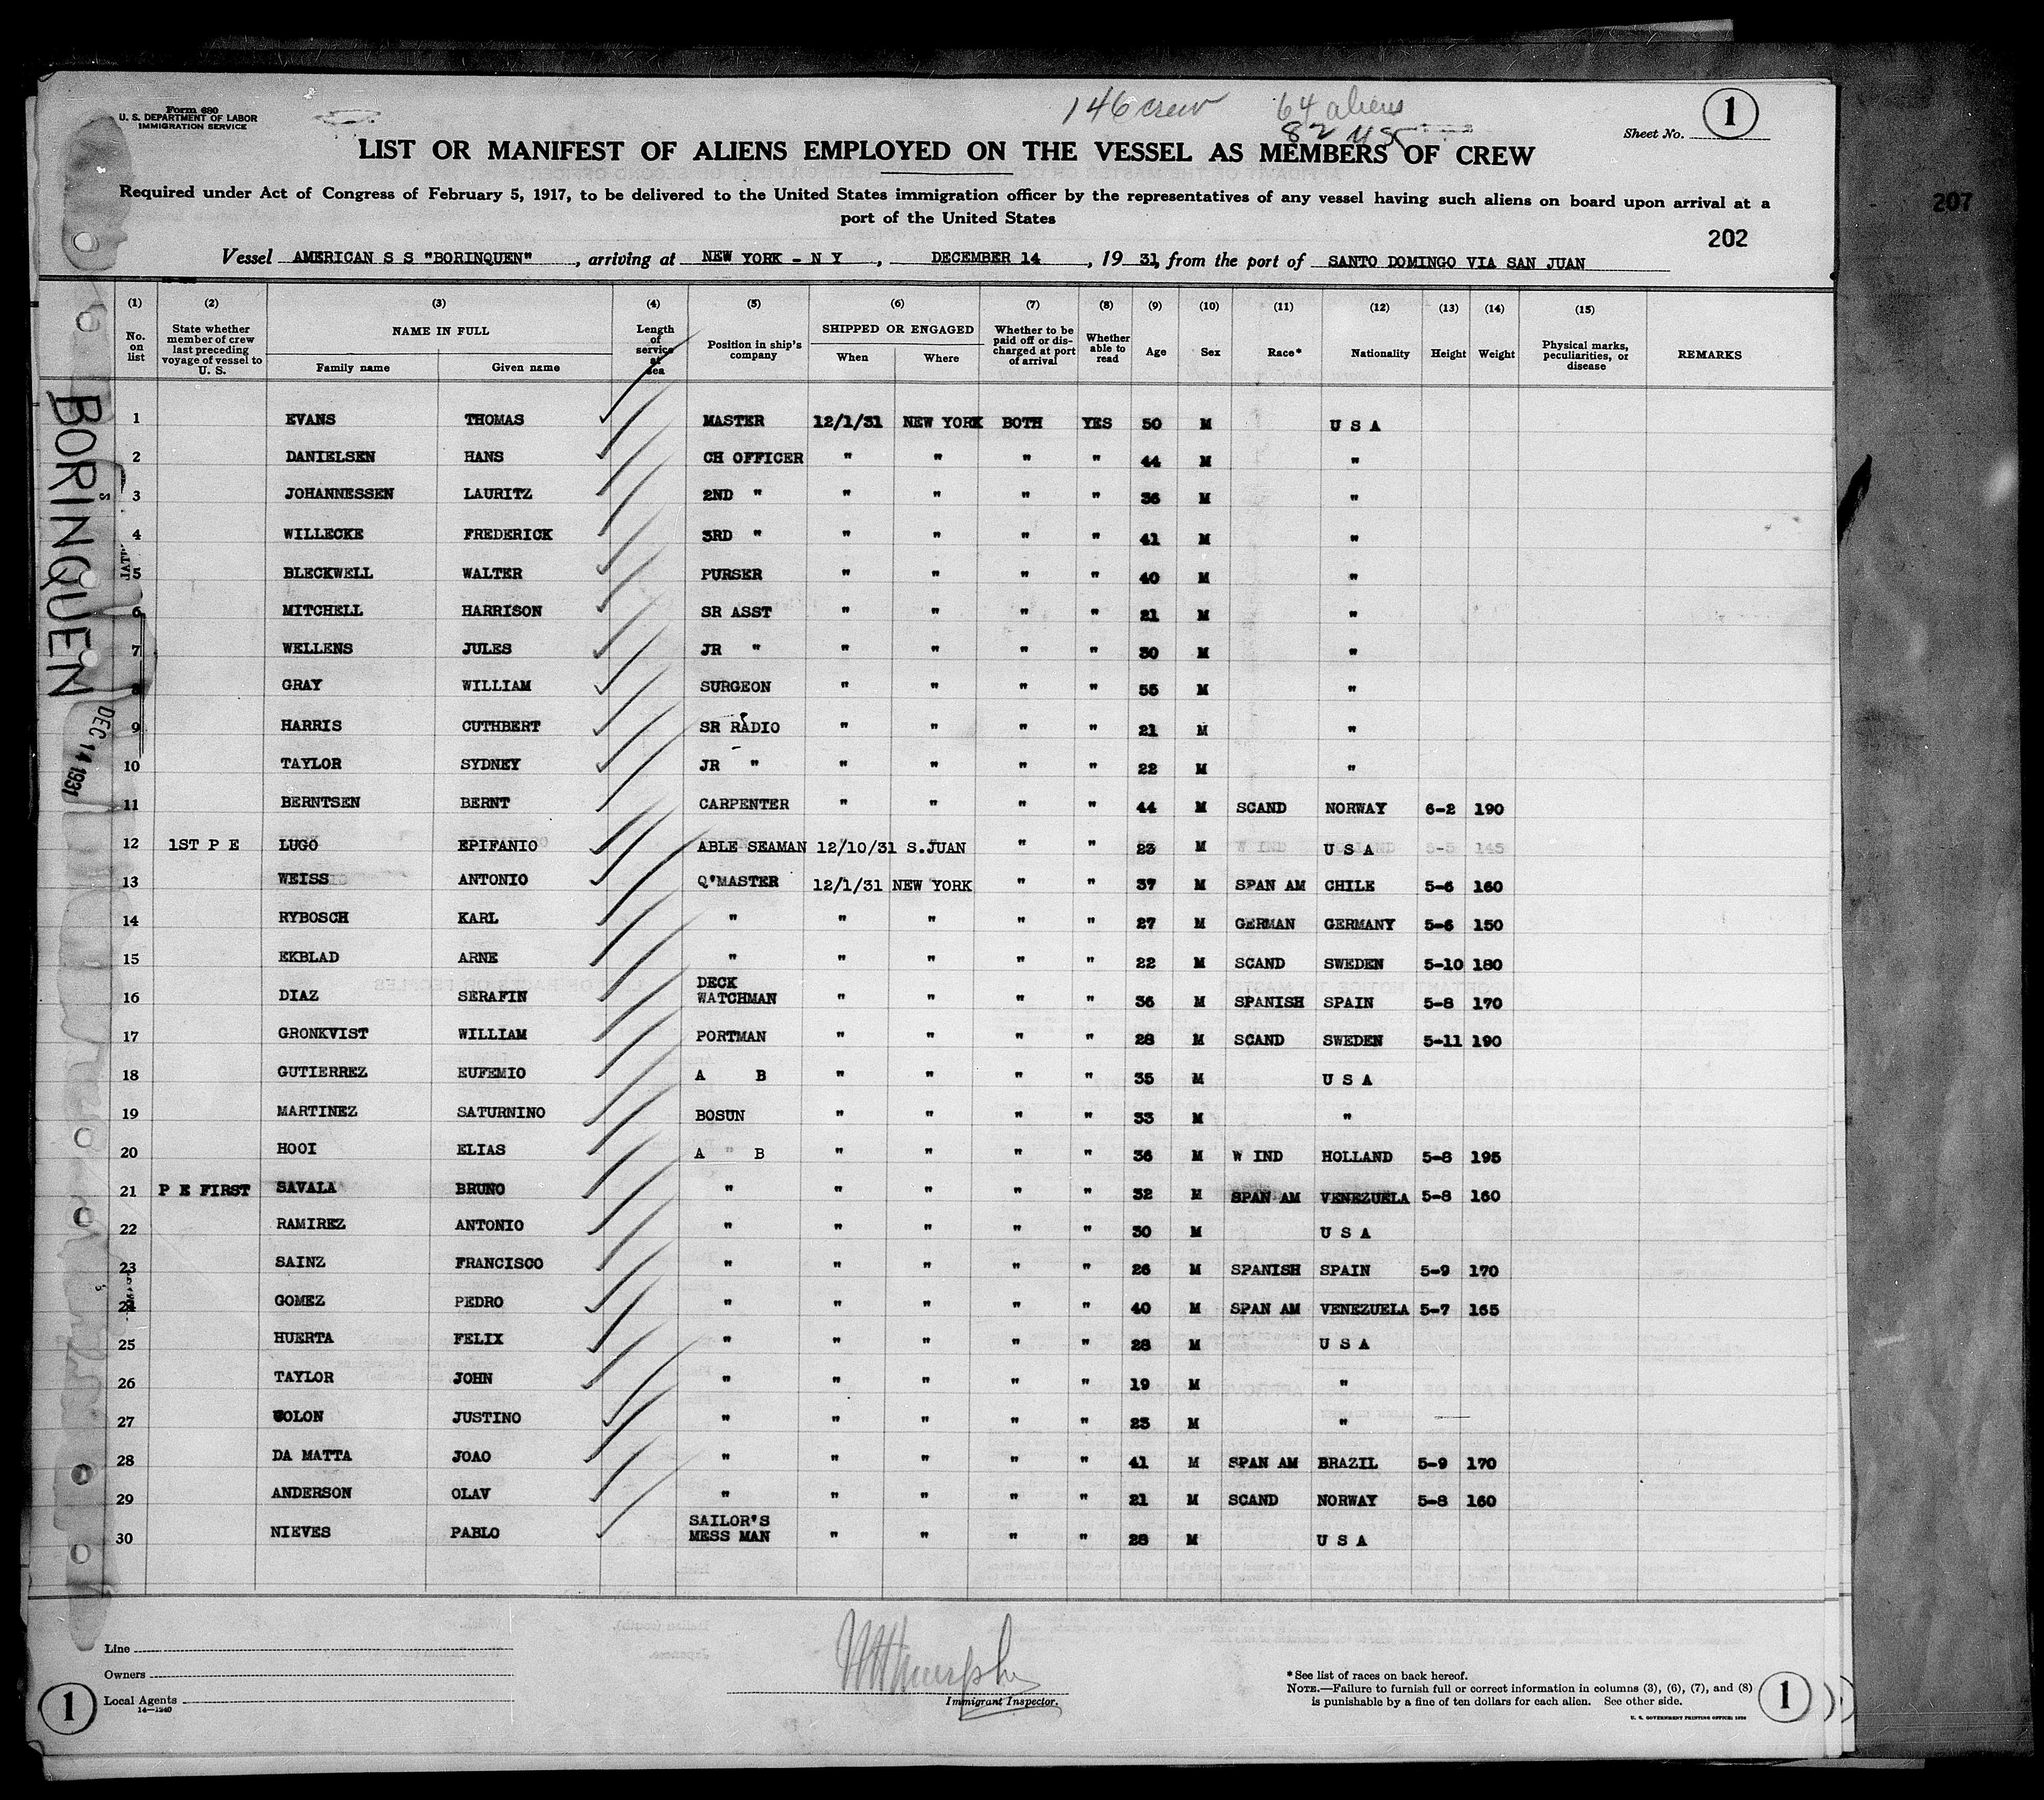 Form 680
U. S. DEPARTMENT OF LABOR
IMMIGRATION SERVICE
146 crew 64 aliens
82 US
Sheet No. 1
LIST OR MANIFEST OF ALIENS EMPLOYED ON THE VESSEL AS MEMBERS OF CREW
Required under Act of Congress of February 5, 1917, to be delivered to the United States immigration officer by the representatives of any vessel having such aliens on board upon arrival at a
port of the United States
207
202
Vessel AMERICAN S S "BORINQUEN", arriving at NEW YORK - N Y, DECEMBER 14, 19 31, from the port of SANTO DOMINGO VIA SAN JUAN
(1) (2) (3) (4) (5) (6) (7) (8) (9) (10) (11) (12) (13) (14) (15)
No. on list
State whether member of crew last preceding voyage of vessel to U. S.
NAME IN FULL
Family name Given name
Length of service at sea
Position in ship's company
SHIPPED OR ENGAGED
When Where
Whether to be paid off or discharged at port of arrival
Whether able to read
Age Sex Race* Nationality Height Weight
Physical marks, peculiarities, or disease
REMARKS
1 EVANS THOMAS MASTER 12/1/31 NEW YORK BOTH YES 50 M U S A
2 DANIELSEN HANS CH OFFICER " " " " 44 M "
3 JOHANNESSEN LAURITZ 2ND " " " " " 36 M "
4 WILLECKE FREDERICK 3RD " " " " " 41 M "
5 BLECKWELL WALTER PURSER " " " " 40 M "
6 MITCHELL HARRISON SR ASST " " " " 21 M "
7 WELLENS JULES JR " " " " " 30 M "
8 GRAY WILLIAM SURGEON " " " " 55 M "
9 HARRIS CUTHBERT SR RADIO " " " " 21 M "
10 TAYLOR SYDNEY JR " " " " " 22 M "
11 BERNTSEN BERNT CARPENTER " " " " 44 M SCAND NORWAY 6-2 190
12 1ST P E LUGO EPIFANIO ABLE SEAMAN 12/10/31 S.JUAN " " 23 M U S A
13 WEISS ANTONIO Q'MASTER 12/1/31 NEW YORK " " 37 M SPAN AM CHILE 5-6 160
14 RYBOSCH KARL " " " " " 27 M GERMAN GERMANY 5-6 150
15 EKBLAD ARNE " " " " " 22 M SCAND SWEDEN 5-10 180
16 DIAZ SERAFIN DECK WATCHMAN " " " " 36 M SPANISH SPAIN 5-8 170
17 GRONKVIST WILLIAM PORTMAN " " " " 28 M SCAND SWEDEN 5-11 190
18 GUTIERREZ EUFEMIO A B " " " " 35 M U S A
19 MARTINEZ SATURNINO BOSUN " " " " 33 M "
20 HOOI ELIAS A " B " " " " 36 M W IND HOLLAND 5-8 195
21 P E FIRST SAVALA BRUNO " " " " " 32 M SPAN AM VENEZUELA 5-8 160
22 RAMIREZ ANTONIO " " " " " 30 M U S A
23 SAINZ FRANCISCO " " " " " 26 M SPANISH SPAIN 5-9 170
24 GOMEZ PEDRO " " " " " 40 M SPAN AM VENEZUELA 5-7 165
25 HUERTA FELIX " " " " " 28 M U S A
26 TAYLOR JOHN " " " " " 19 M "
27 COLON JUSTINO " " " " " 23 M "
28 DA MATTA JOAO " " " " " 41 M SPAN AM BRAZIL 5-9 170
29 ANDERSON OLAV " " " " " 21 M SCAND NORWAY 5-8 160
30 NIEVES PABLO SAILOR'S MESS MAN " " " " 28 M U S A
BORINQUEN
DEC 14 1931
Line
Owners
Local Agents
14-1240
1
Immigrant Inspector.
*See list of races on back hereof.
NOTE.—Failure to furnish full or correct information in columns (3), (6), (7), and (8)
is punishable by a fine of ten dollars for each alien. See other side.
1